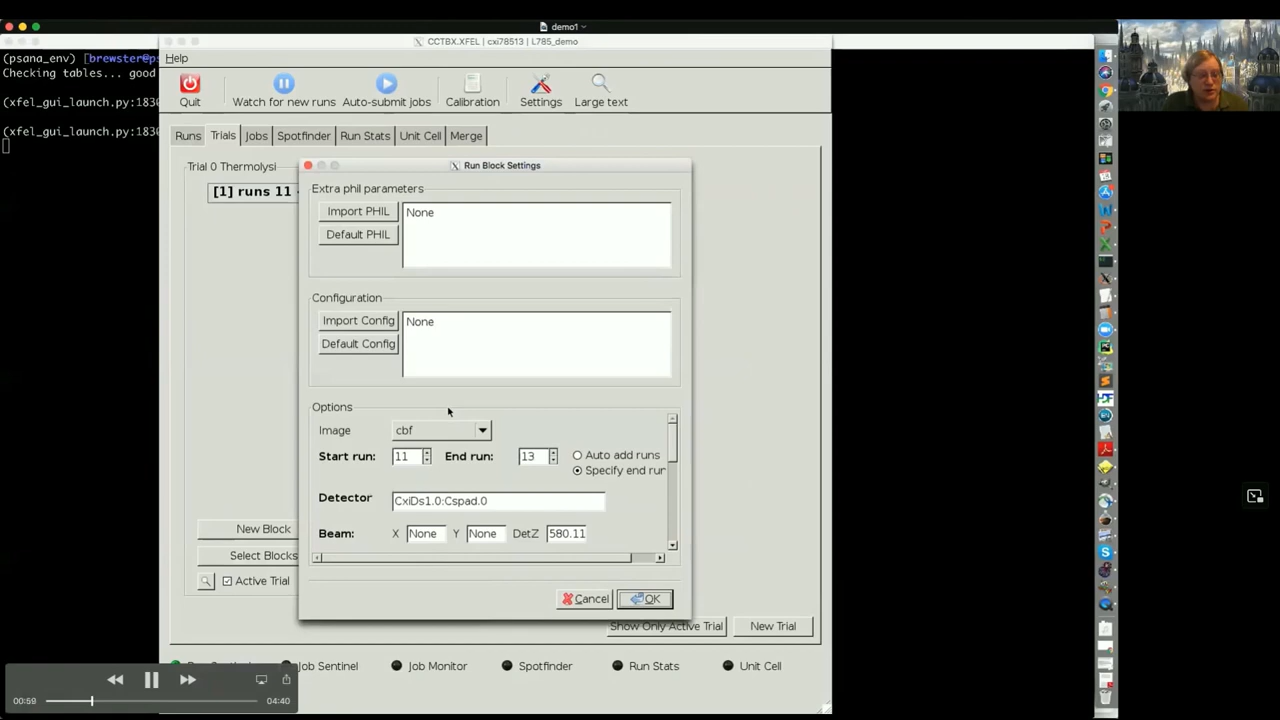 demo1
CCTBX.XFEL | cxi78513 | L785_demo
(psana_env) [brewster@ps
Checking tables... good
(xfel_gui_launch.py:1830
(xfel_gui_launch.py:1830
Help
Quit
Watch for new runs
Auto-submit jobs
Calibration
Settings
Large text
Runs
Trials
Jobs
Spotfinder
Run Stats
Unit Cell
Merge
Trial 0 Thermolysi
[1] runs 11
Run Block Settings
Extra phil parameters
Import PHIL
None
Default PHIL
Configuration
Import Config
None
Default Config
Options
Image
cbf
Start run:
11
End run:
13
Auto add runs
Specify end run
Detector
CxiDs1.0:Cspad.0
Beam:
X
None
Y
None
DetZ
580.11
New Block
Select Blocks
Active Trial
Cancel
OK
Show Only Active Trial
New Trial
Job Sentinel
Job Monitor
Spotfinder
Run Stats
Unit Cell
00:59
04:40